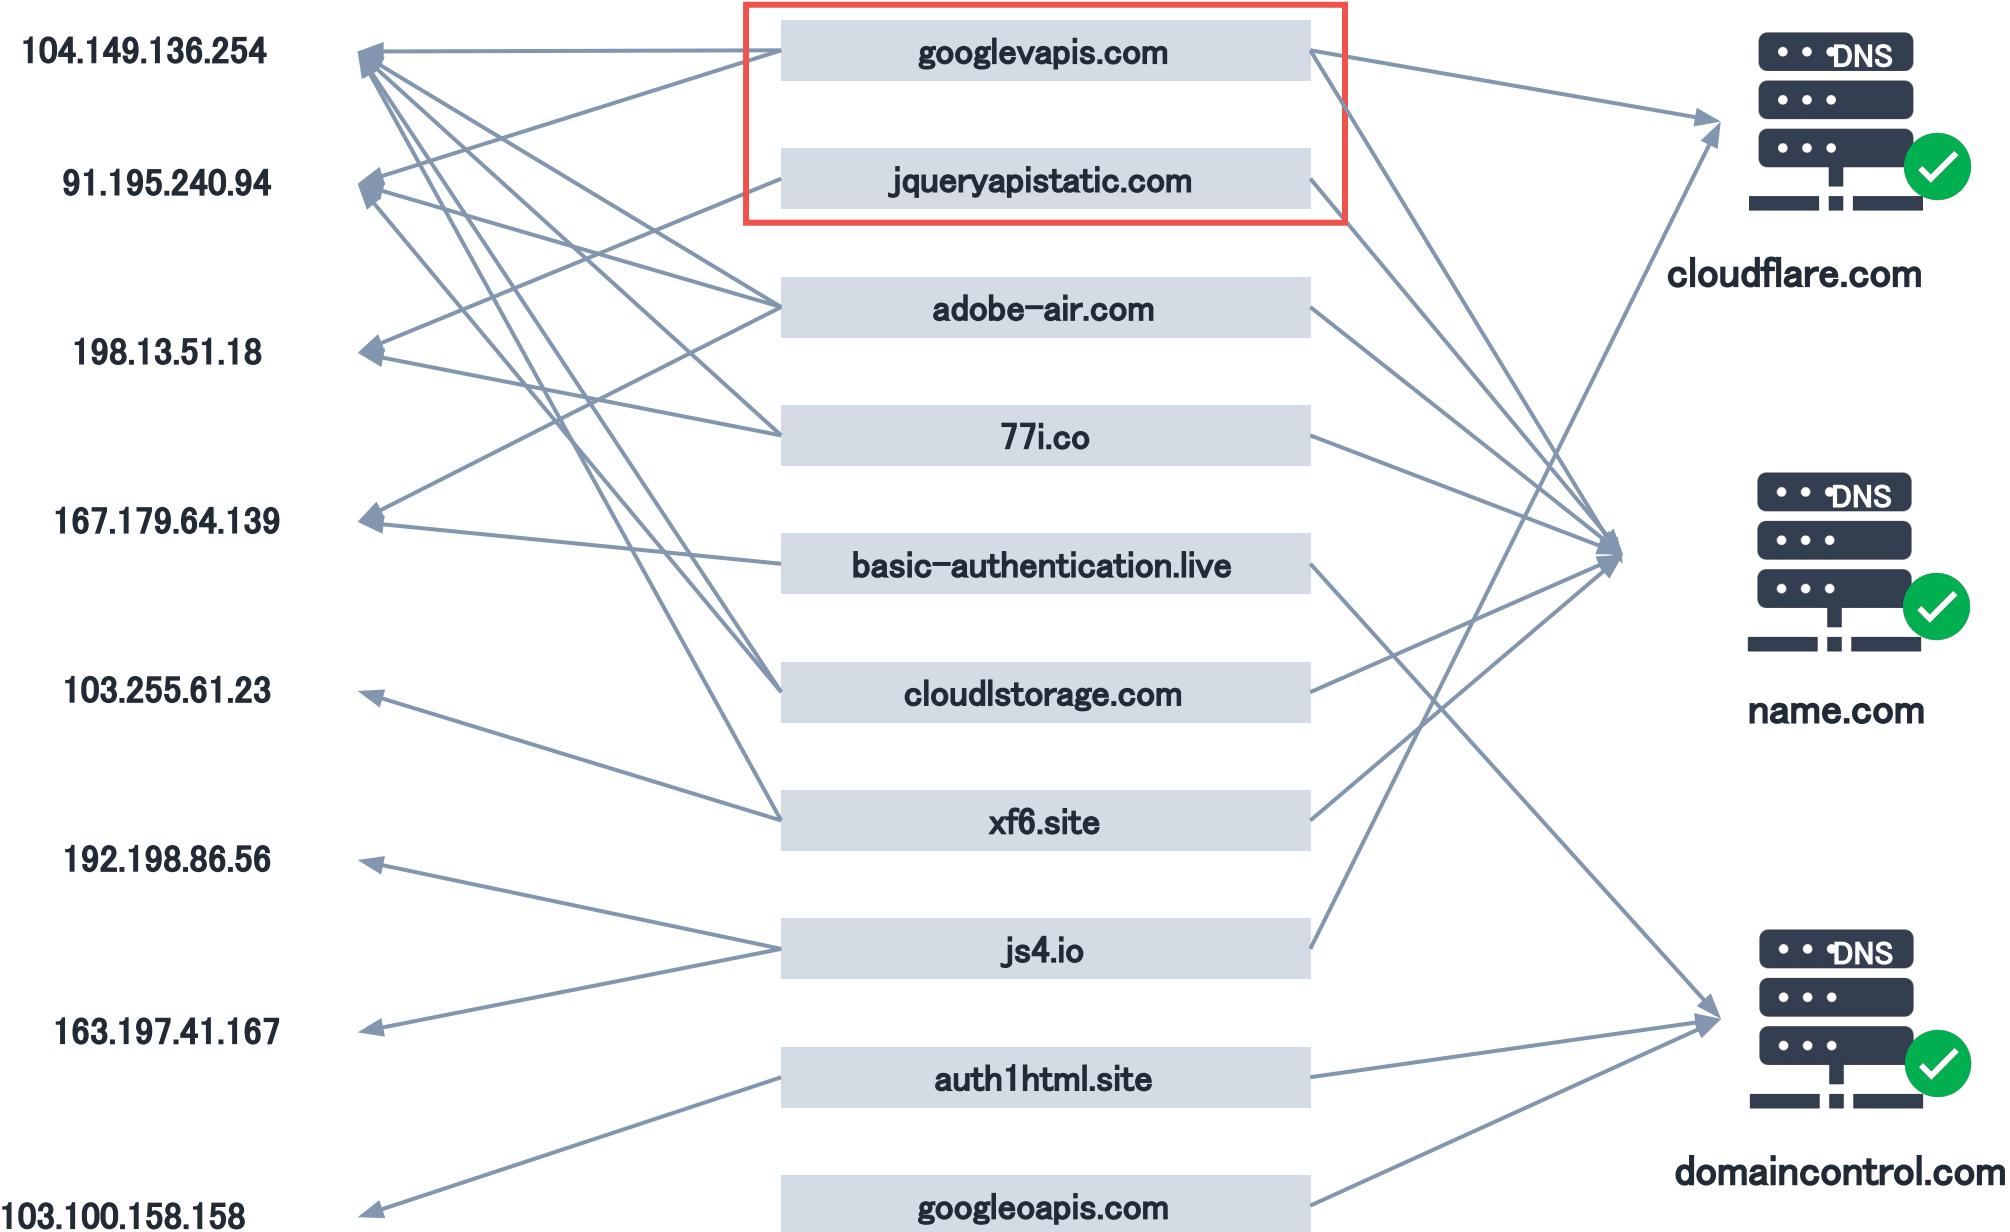 104.149.136.254
91.195.240.94
198.13.51.18
167.179.64.139
103.255.61.23
192.198.86.56
163.197.41.167
103.100.158.158
googlevapis.com
jqueryapistatic.com
adobe-air.com
77i.co
basic-authentication.live
cloudlstorage.com
xf6.site
js4.io
auth1html.site
googleoapis.com
DNS
cloudflare.com
DNS
name.com
DNS
domaincontrol.com